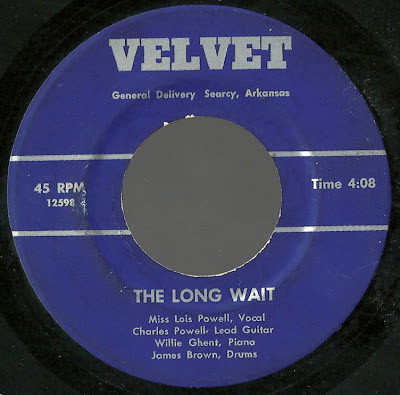 VELVET
General Delivery Searcy, Arkansas
45 RPM
12598
Time 4:08
THE LONG WAIT
Miss Lois Powell, Vocal
Charles Powell- Lead Guitar
Willie Ghent, Piano
James Brown, Drums